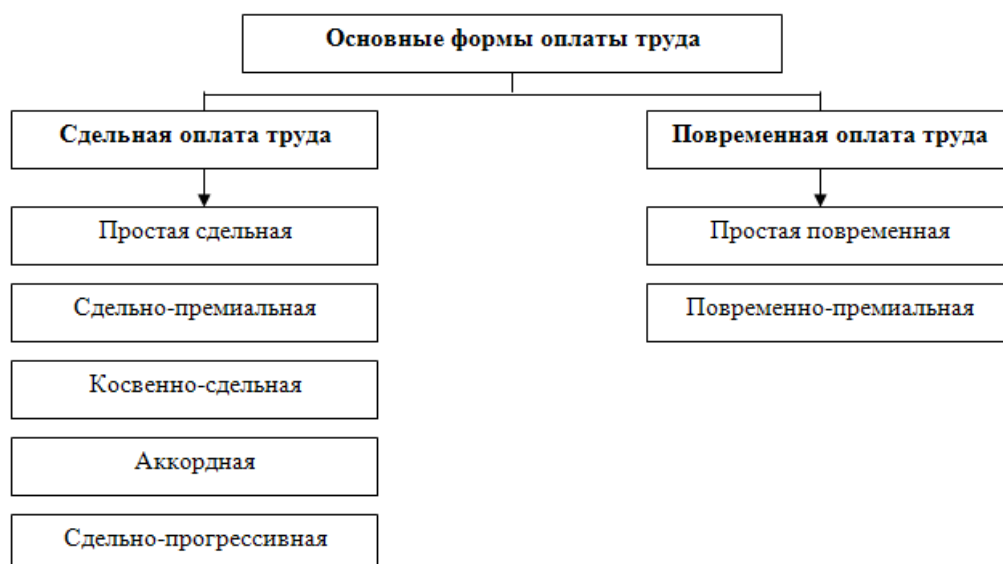 Основные формы оплаты труда
Сдельная оплата труда
Повременная оплата труда
Простая сдельная
Простая повременная
Сдельно-премиальная
Повременно-премиальная
Косвенно-сдельная
Аккордная
Сдельно-прогрессивная